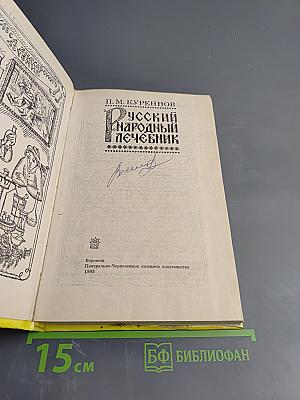 П. М. КУРЕННОВ
РУССКИЙ
НАРОДНЫЙ
ЛЕЧЕБНИК
Воронеж
Центрально-Черноземное книжное издательство
1992
15 см
БФ БИБЛИОФАН